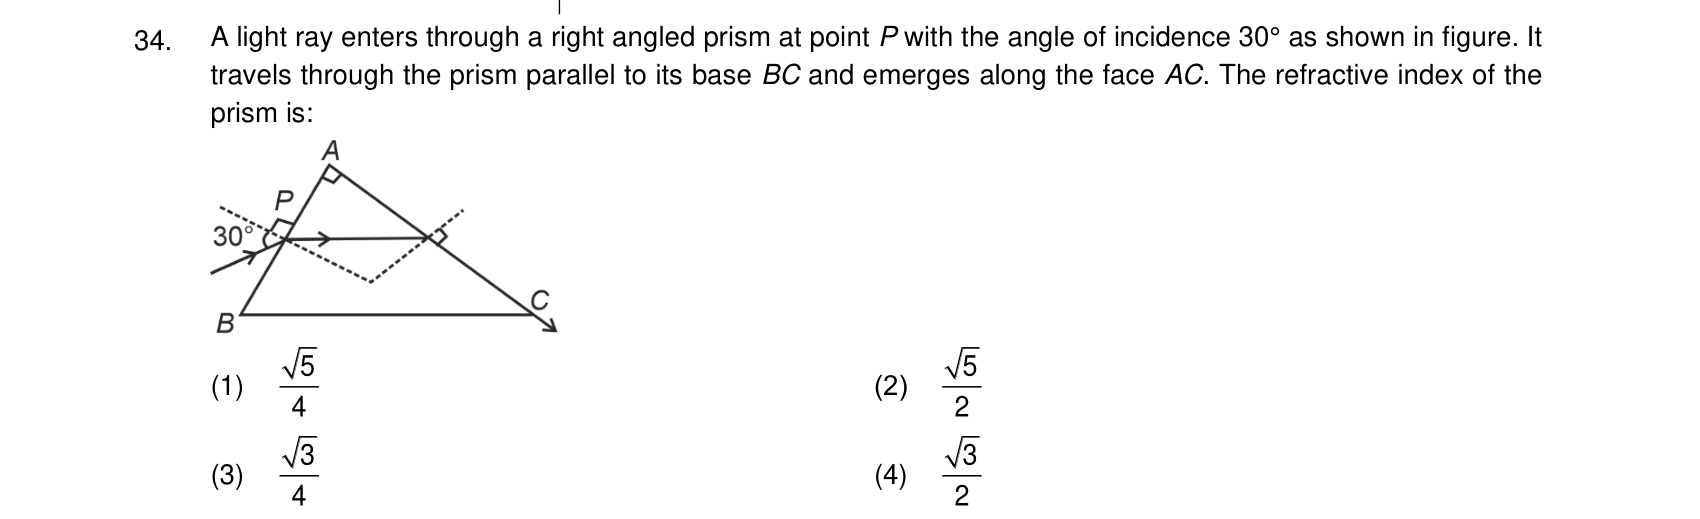 34. A light ray enters through a right angled prism at point P with the angle of incidence 30° as shown in figure. It
travels through the prism parallel to its base BC and emerges along the face AC. The refractive index of the
prism is:
A
P
30°
C
B
(1) √5/4
(2) √5/2
(3) √3/4
(4) √3/2